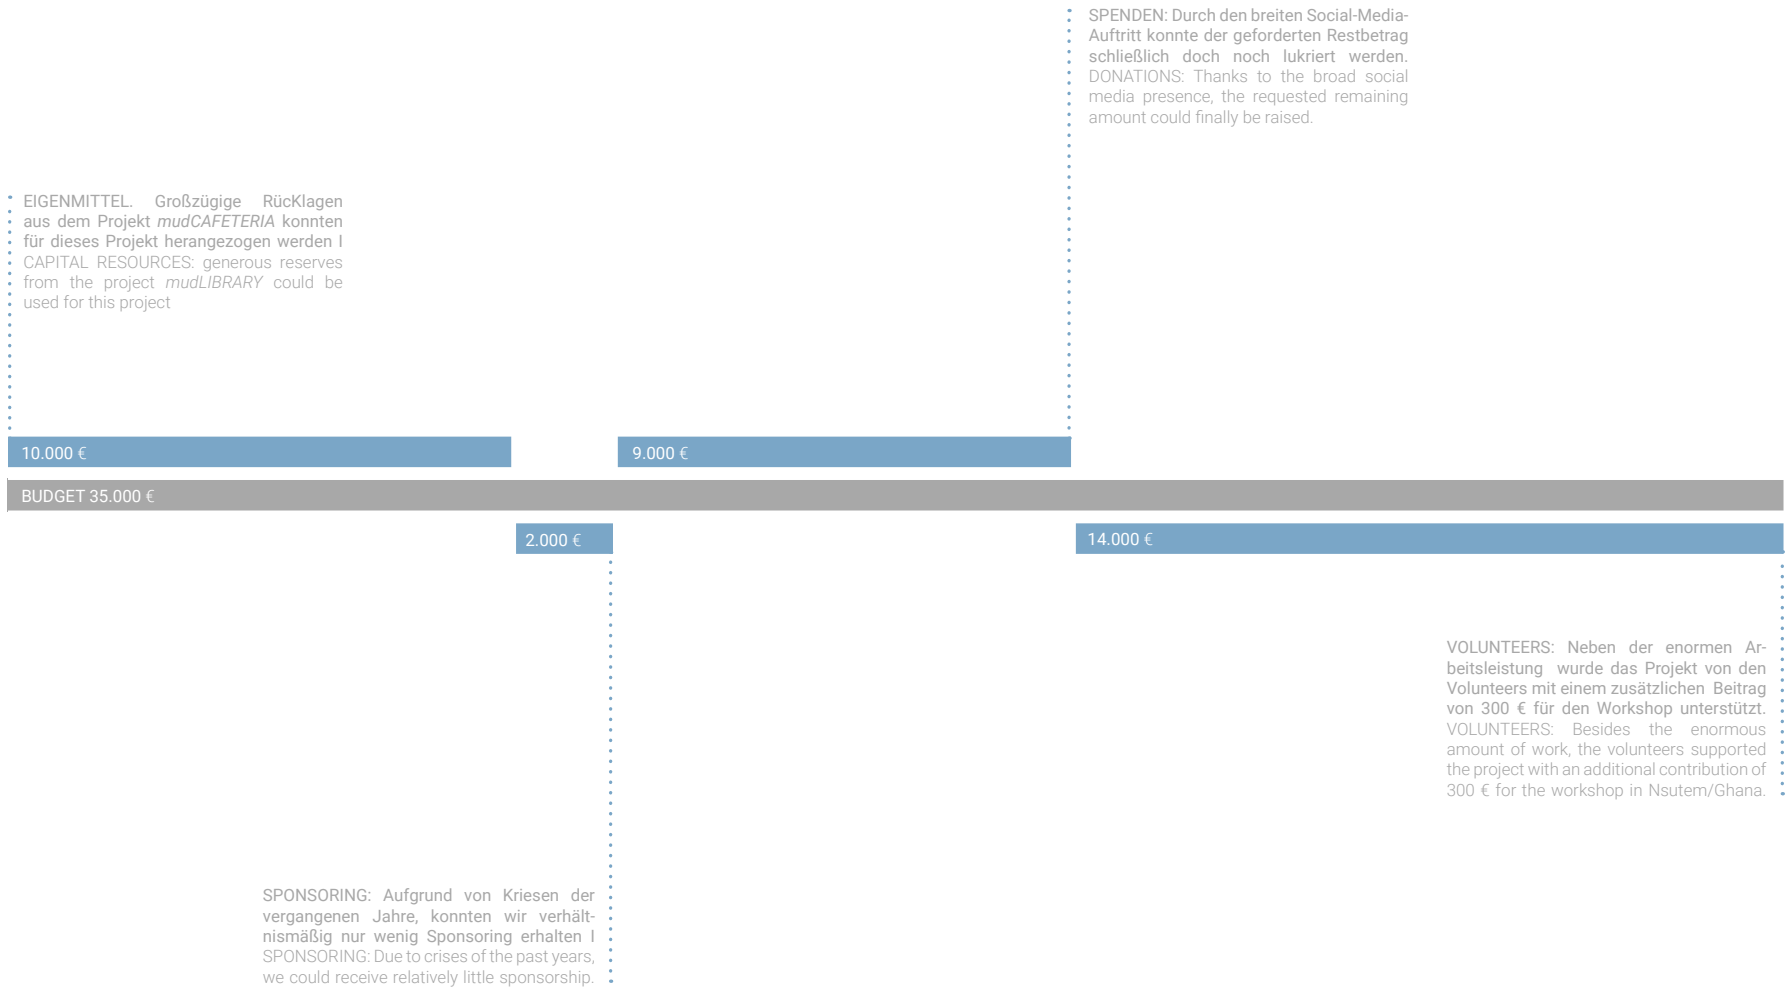 SPENDEN: Durch den breiten Social-Media-
Auftritt konnte der geforderten Restbetrag
schließlich doch noch lukriert werden.
DONATIONS: Thanks to the broad social
media presence, the requested remaining
amount could finally be raised.
EIGENMITTEL. Großzügige RücKlagen
aus dem Projekt mudCAFETERIA konnten
für dieses Projekt herangezogen werden I
CAPITAL RESOURCES: generous reserves
from the project mudLIBRARY could be
used for this project
10.000 €
9.000 €
BUDGET 35.000 €
2.000 €
14.000 €
VOLUNTEERS: Neben der enormen Ar-
beitsleistung wurde das Projekt von den
Volunteers mit einem zusätzlichen Beitrag
von 300 € für den Workshop unterstützt.
VOLUNTEERS: Besides the enormous
amount of work, the volunteers supported
the project with an additional contribution of
300 € for the workshop in Nsutem/Ghana.
SPONSORING: Aufgrund von Kriesen der
vergangenen Jahre, konnten wir verhält-
nismäßig nur wenig Sponsoring erhalten I
SPONSORING: Due to crises of the past years,
we could receive relatively little sponsorship.